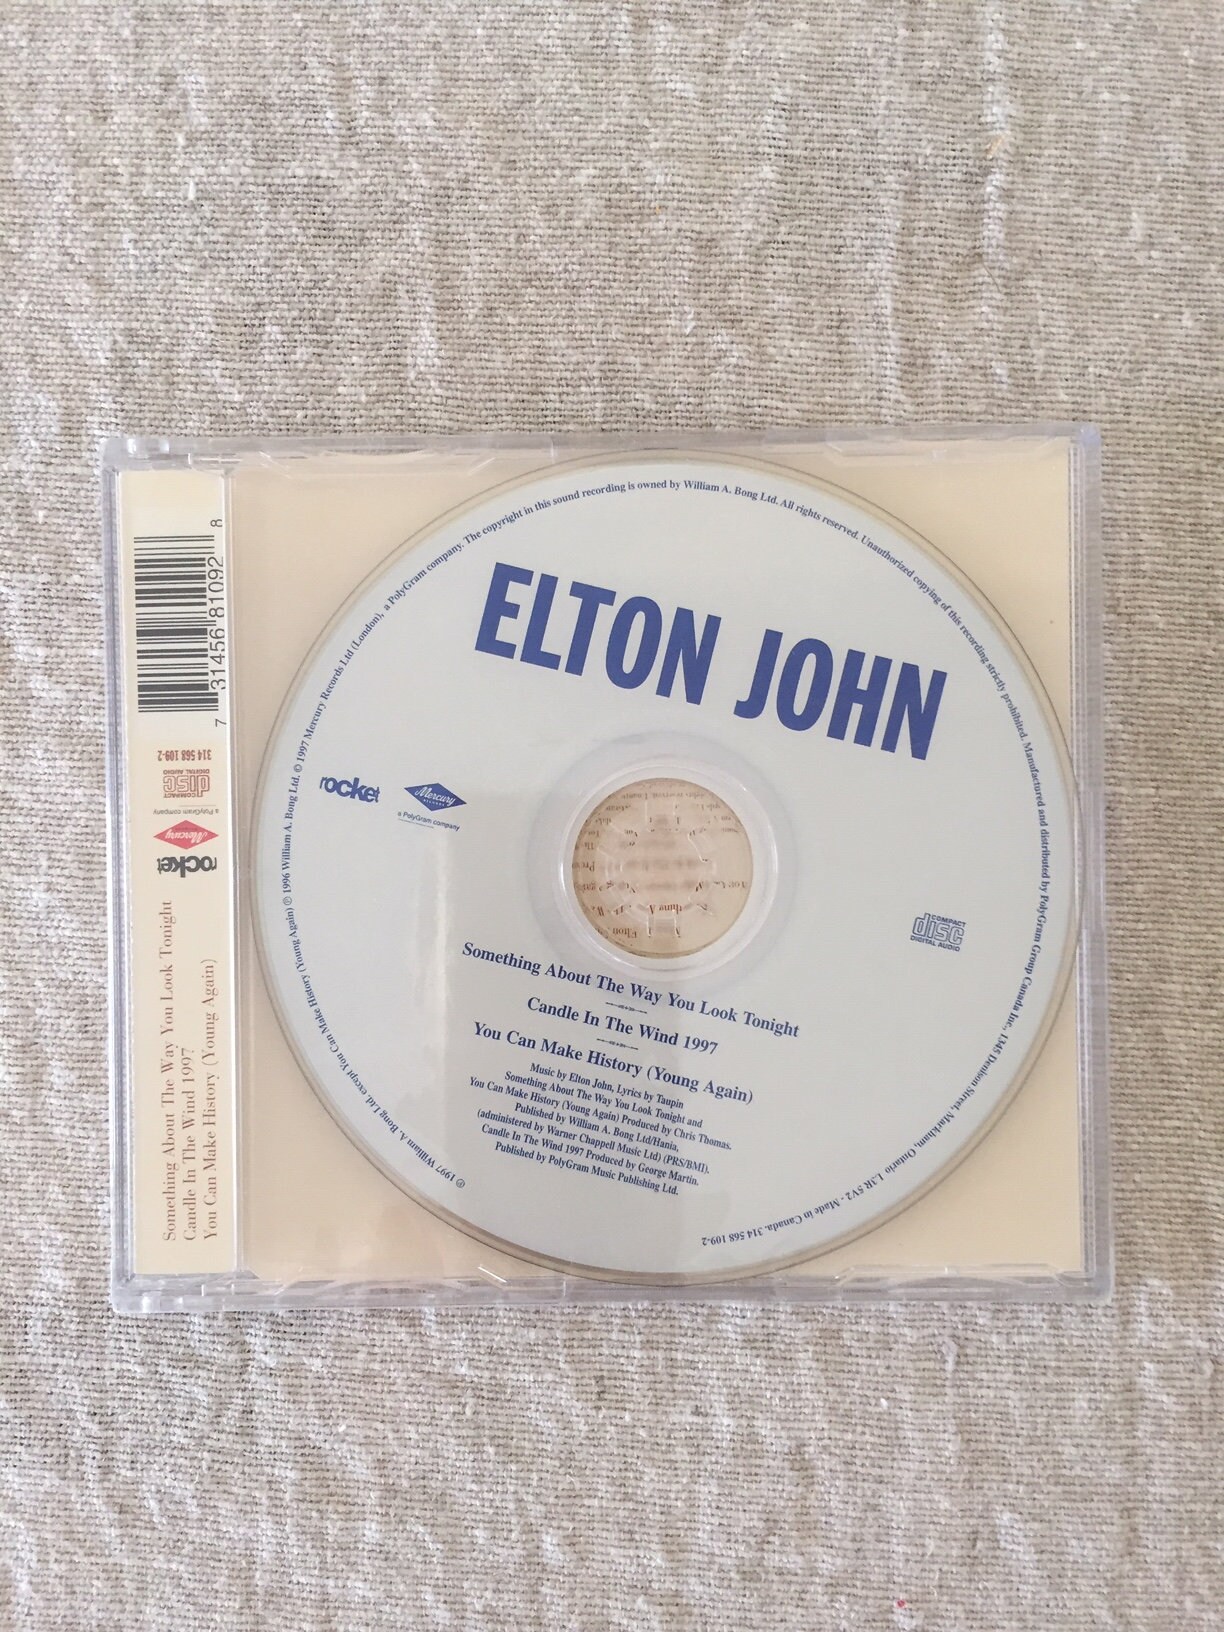 ELTON JOHN
rocket
Mercury
RECORDS
a PolyGram company
COMPACT
disc
DIGITAL AUDIO
Something About The Way You Look Tonight
Candle In The Wind 1997
You Can Make History (Young Again)
Music by Elton John, Lyrics by Taupin
Something About The Way You Look Tonight and
You Can Make History (Young Again) Produced by Chris Thomas.
Published by William A. Bong Ltd/Hania,
(administered by Warner Chappell Music Ltd) (PRS/BMI).
Candle In The Wind 1997 Produced by George Martin.
Published by PolyGram Music Publishing Ltd.
℗ 1997 William A. Bong Ltd. except You Can Make History (Young Again) ℗ 1996 William A. Bong Ltd. © 1997 Mercury Records Ltd (London), a PolyGram company. The copyright in this sound recording is owned by William A. Bong Ltd. All rights reserved. Unauthorized copying of this recording strictly prohibited. Manufactured and distributed by PolyGram Group Canada Inc., 1345 Denison Street, Markham, Ontario L3R 5V2 - Made in Canada. 314 568 109-2
7 31456 81092 8
314 568 109-2
COMPACT
disc
DIGITAL AUDIO
a PolyGram company
Mercury
rocket
Something About The Way You Look Tonight
Candle In The Wind 1997
You Can Make History (Young Again)